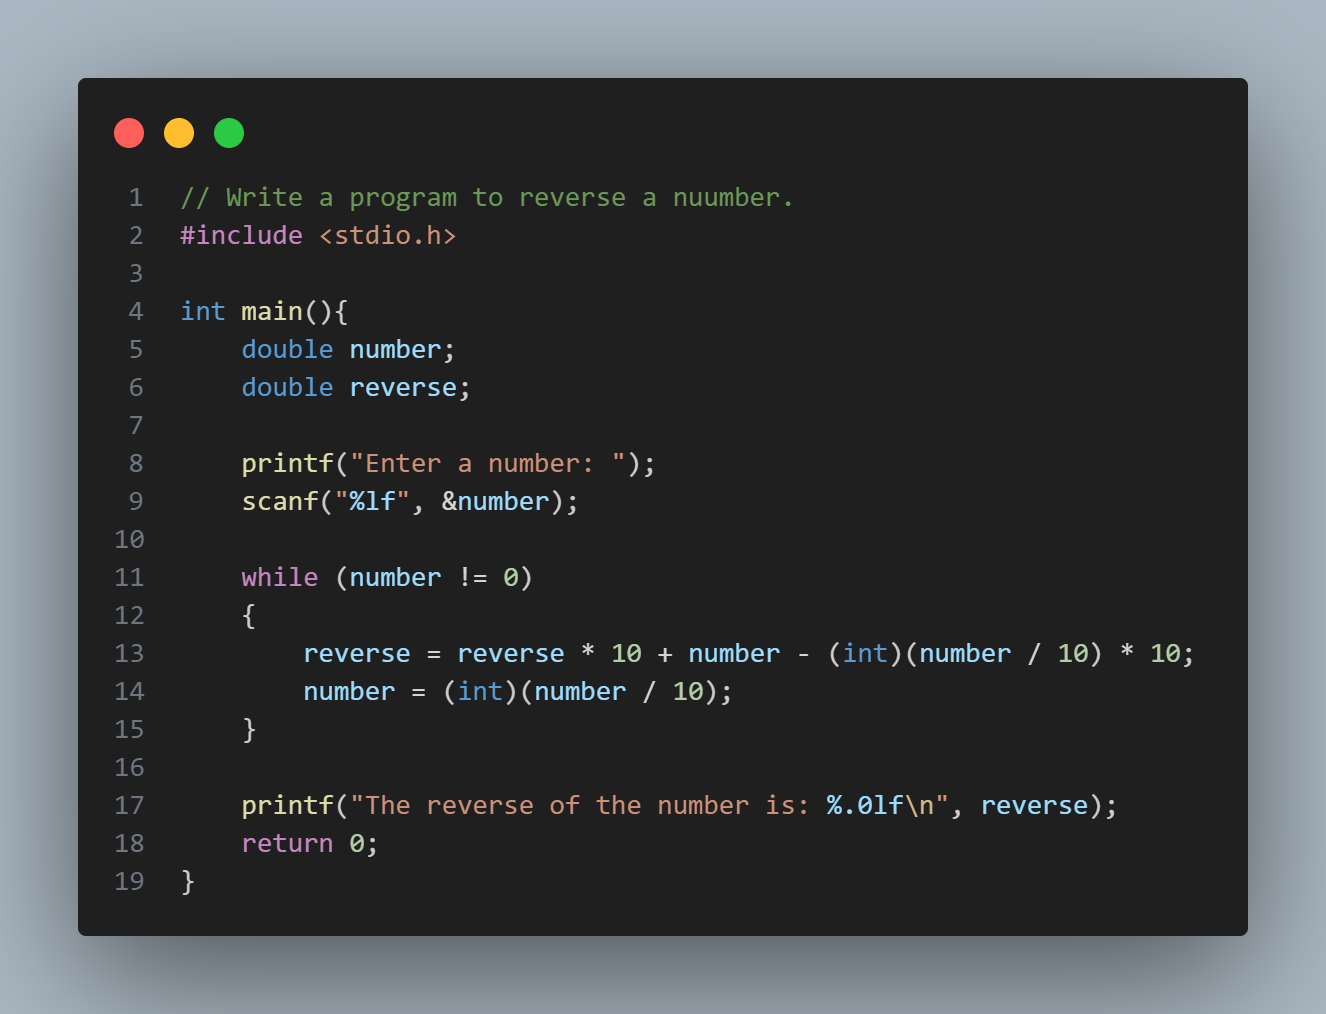 1 // Write a program to reverse a nuumber.
2 #include <stdio.h>
3
4 int main(){
5     double number;
6     double reverse;
7
8     printf("Enter a number: ");
9     scanf("%lf", &number);
10
11     while (number != 0)
12     {
13         reverse = reverse * 10 + number - (int)(number / 10) * 10;
14         number = (int)(number / 10);
15     }
16
17     printf("The reverse of the number is: %.0lf\n", reverse);
18     return 0;
19 }